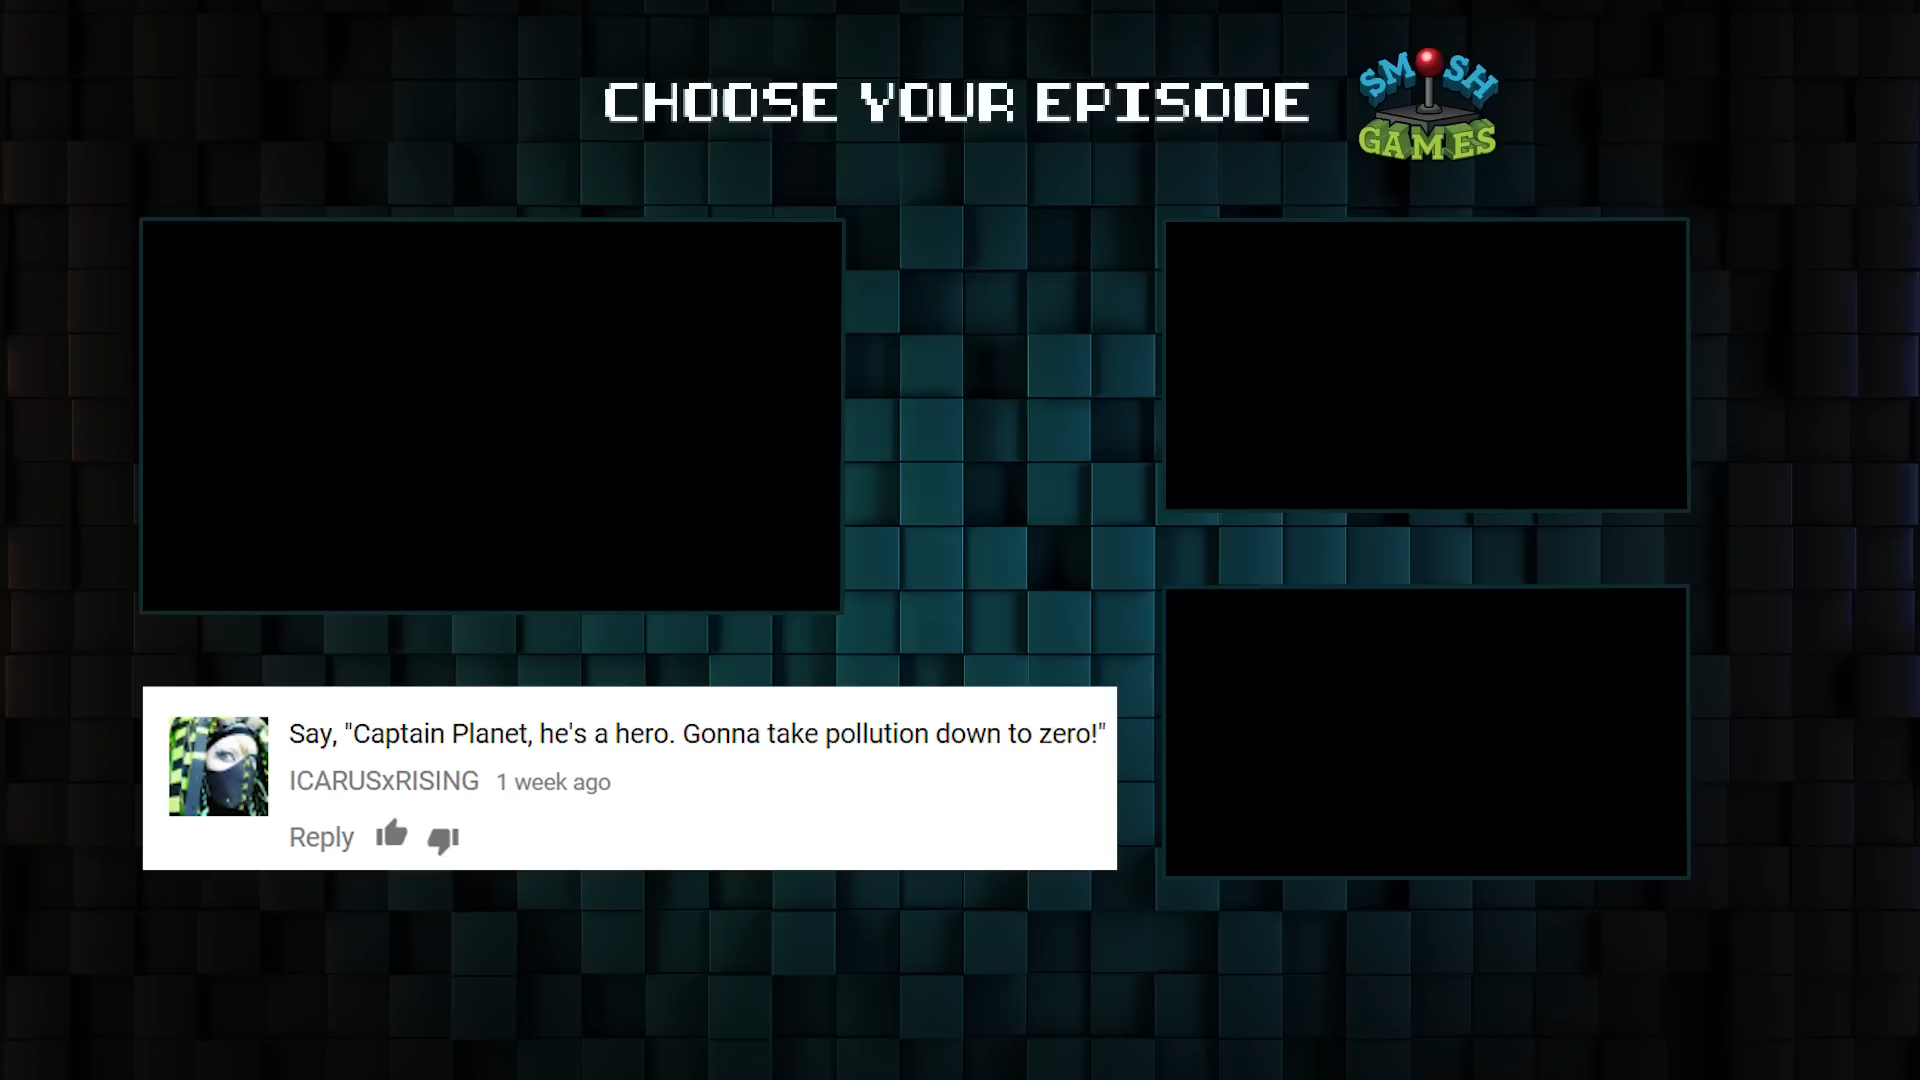 CHOOSE YOUR EPISODE
SMOSH
GAMES
Say, "Captain Planet, he's a hero. Gonna take pollution down to zero!"
ICARUSxRISING 1 week ago
Reply